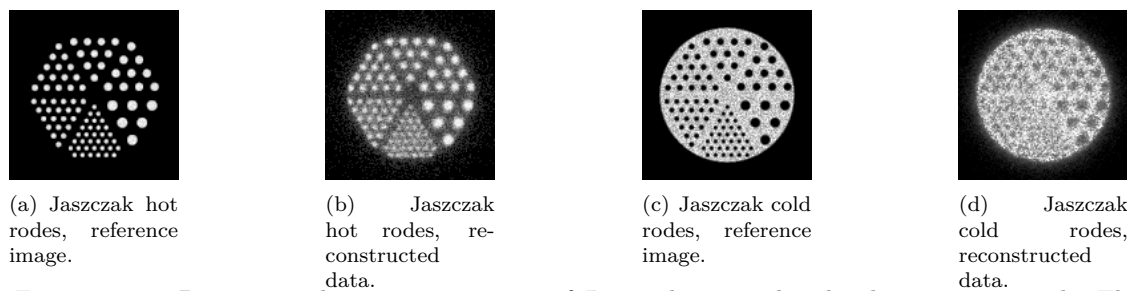 (a) Jaszczak hot
rodes, reference
image.
(b) Jaszczak
hot rodes, re-
constructed
data.
(c) Jaszczak cold
rodes, reference
image.
(d) Jaszczak
cold rodes,
reconstructed
data.